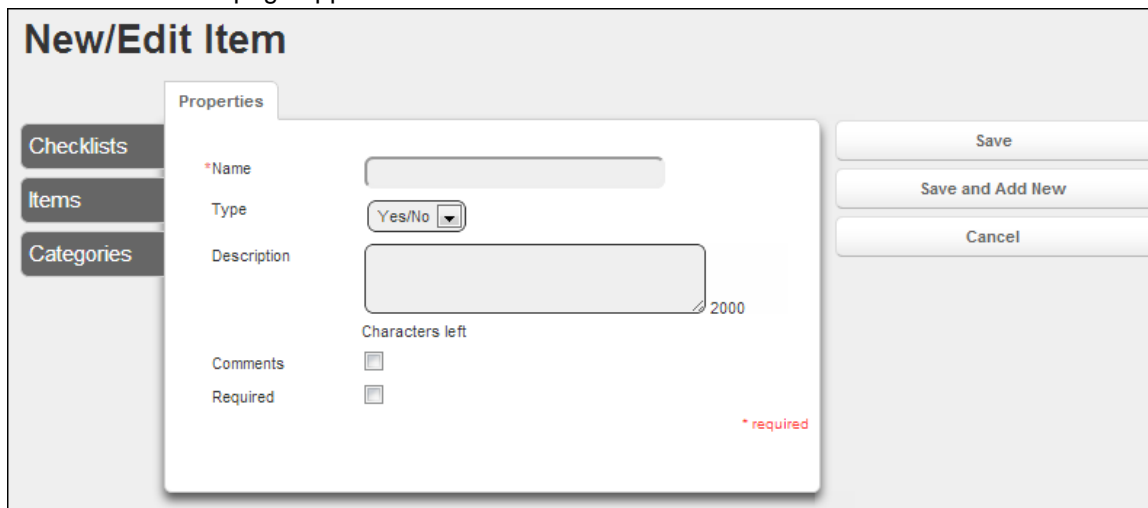 New/Edit Item
Properties
Checklists
Items
Categories
*Name
Type
Yes/No
Description
2000
Characters left
Comments
Required
* required
Save
Save and Add New
Cancel